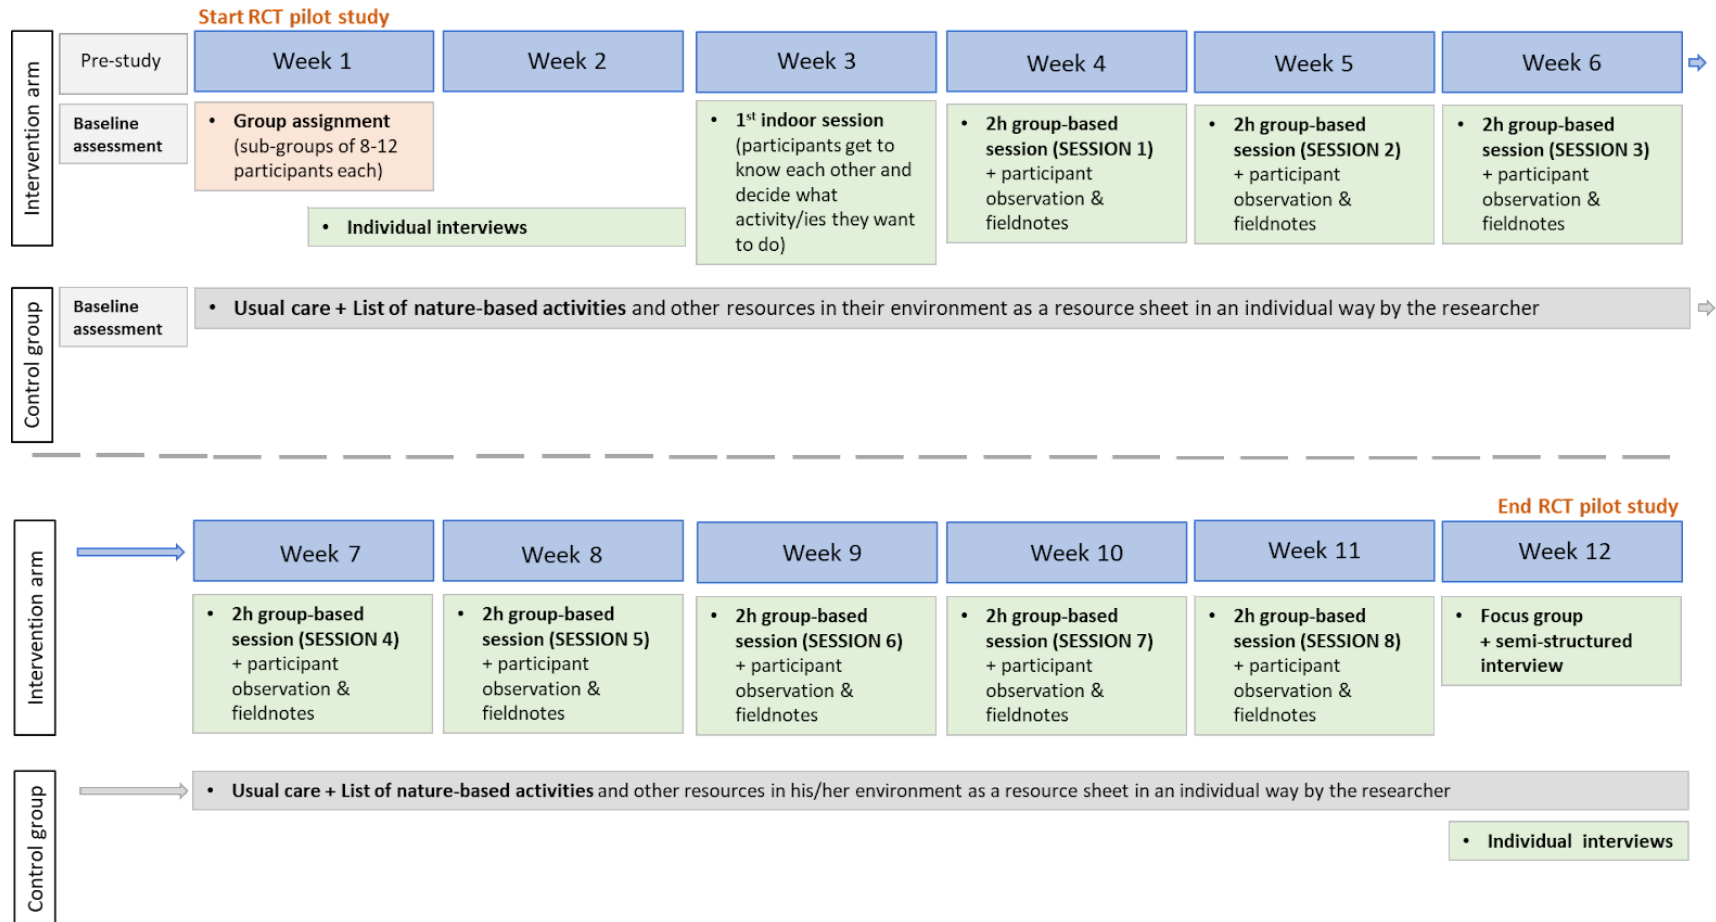 Start RCT pilot study
Intervention arm
Pre-study
Week 1
Week 2
Week 3
Week 4
Week 5
Week 6
Baseline
assessment
• Group assignment
(sub-groups of 8-12
participants each)
• Individual interviews
• 1st indoor session
(participants get to
know each other and
decide what
activity/ies they want
to do)
• 2h group-based
session (SESSION 1)
+ participant
observation &
fieldnotes
• 2h group-based
session (SESSION 2)
+ participant
observation &
fieldnotes
• 2h group-based
session (SESSION 3)
+ participant
observation &
fieldnotes
Control group
Baseline
assessment
• Usual care + List of nature-based activities and other resources in their environment as a resource sheet in an individual way by the researcher
End RCT pilot study
Intervention arm
Week 7
Week 8
Week 9
Week 10
Week 11
Week 12
• 2h group-based
session (SESSION 4)
+ participant
observation &
fieldnotes
• 2h group-based
session (SESSION 5)
+ participant
observation &
fieldnotes
• 2h group-based
session (SESSION 6)
+ participant
observation &
fieldnotes
• 2h group-based
session (SESSION 7)
+ participant
observation &
fieldnotes
• 2h group-based
session (SESSION 8)
+ participant
observation &
fieldnotes
• Focus group
+ semi-structured
interview
Control group
• Usual care + List of nature-based activities and other resources in his/her environment as a resource sheet in an individual way by the researcher
• Individual interviews